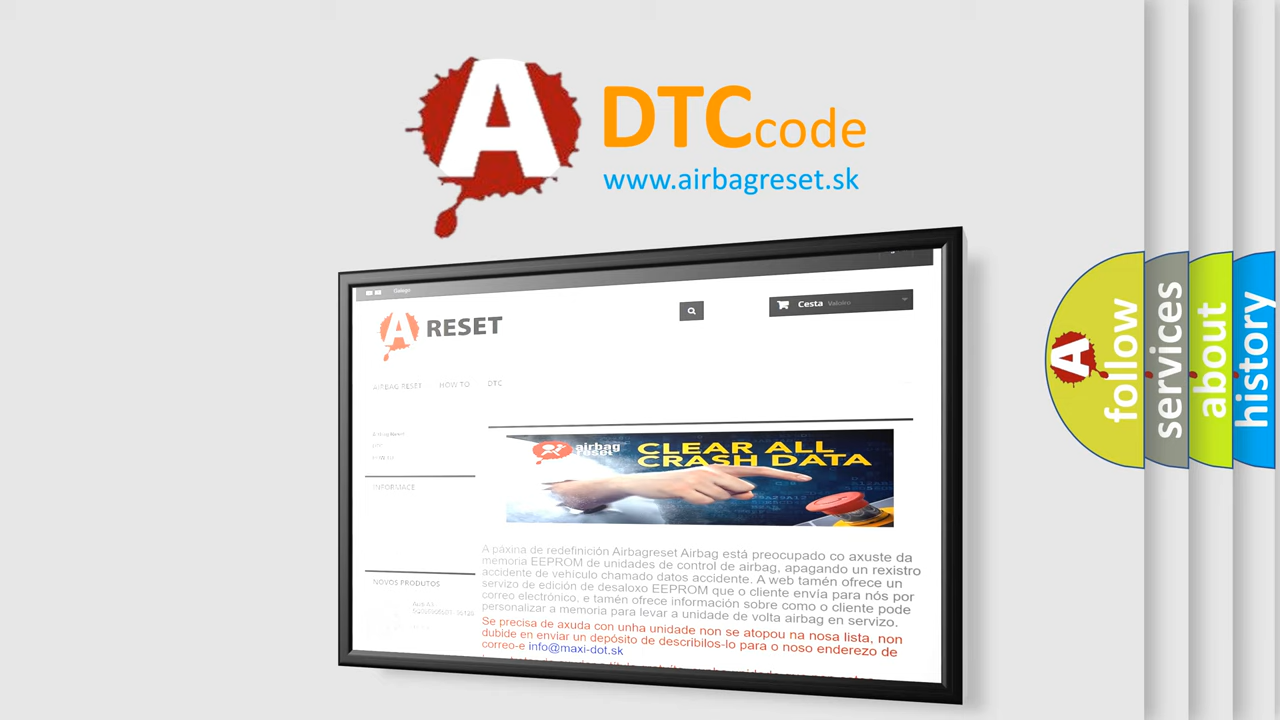 A DTCcode
www.airbagreset.sk
Galego
A RESET
Cesta Valeiro
AIRBAG RESET HOW TO DTC
INFORMACE
NOVOS PRODUTOS
airbag
reset
CLEAR ALL
CRASH DATA
A páxina de redefinición Airbagreset Airbag está preocupado co axuste da
memoria EEPROM de unidades de control de airbag, apagando un rexistro
accidente de vehículo chamado datos accidente. A web tamén ofrece un
servizo de edición de desaloxo EEPROM que o cliente envía para nós por
correo electrónico, e tamén ofrece información sobre como o cliente pode
personalizar a memoria para levar a unidade de volta airbag en servizo.
Se precisa de axuda con unha unidade non se atopou na nosa lista, non
dubide en enviar un depósito de describilos-lo para o noso enderezo de
correo-e info@maxi-dot.sk
A
follow
services
about
history